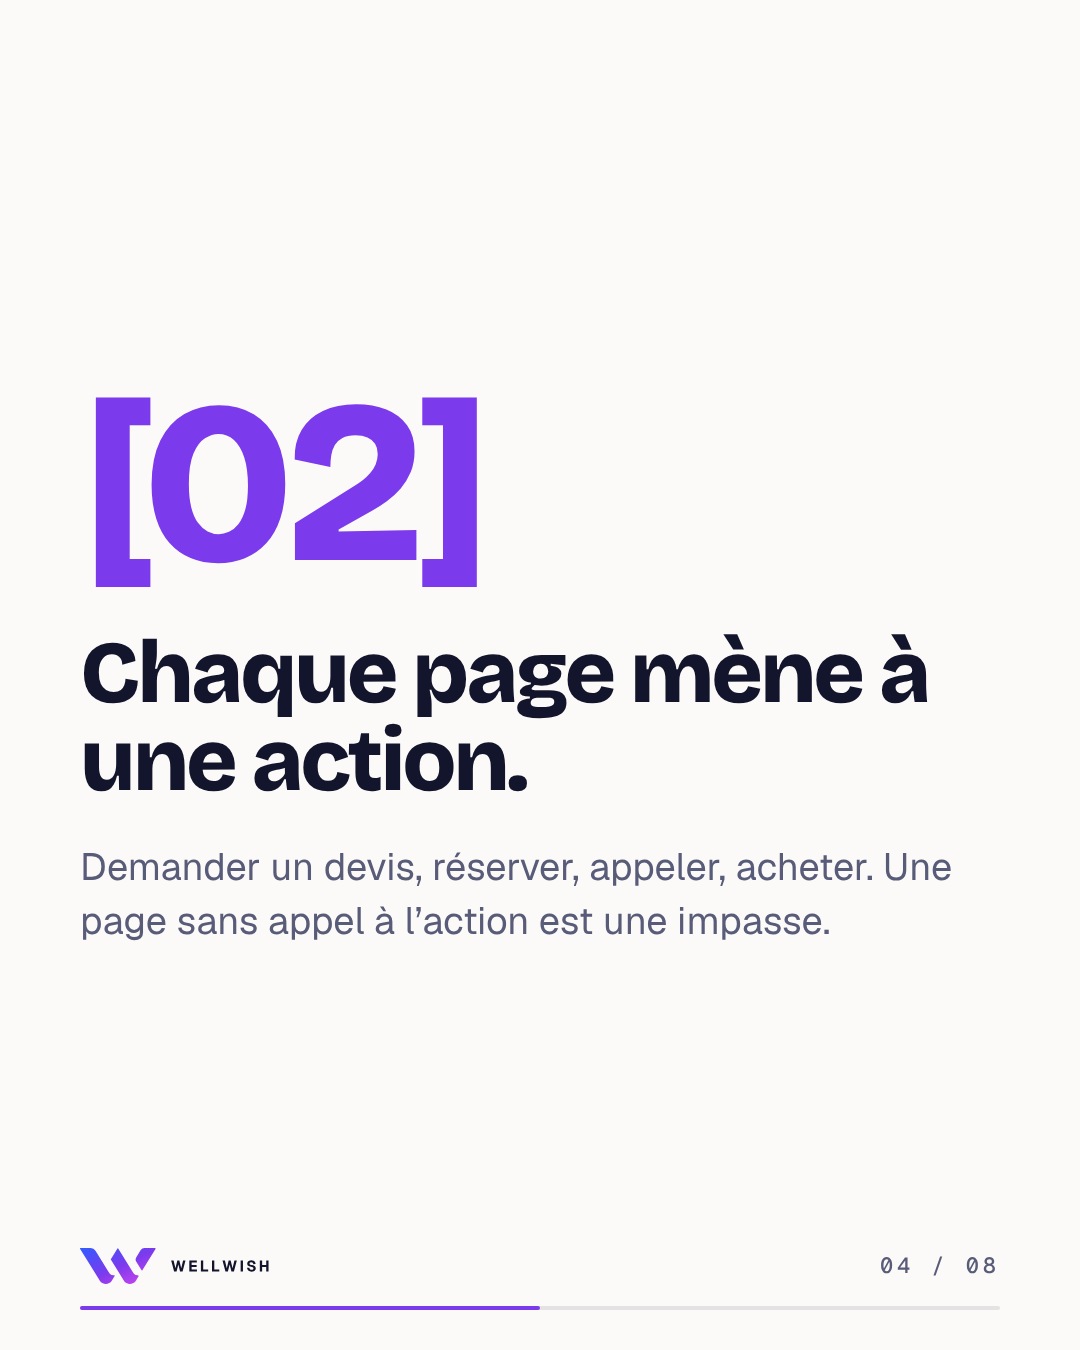 [02]
Chaque page mène à
une action.
Demander un devis, réserver, appeler, acheter. Une
page sans appel à l’action est une impasse.
WELLWISH
04 / 08